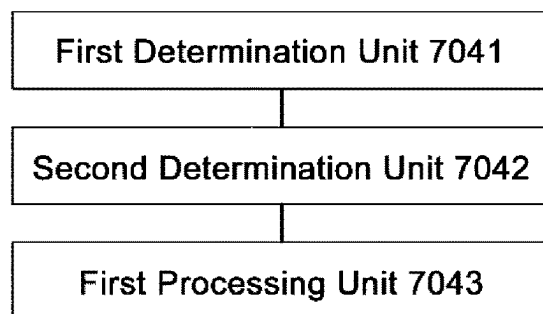 First Determination Unit 7041
Second Determination Unit 7042
First Processing Unit 7043